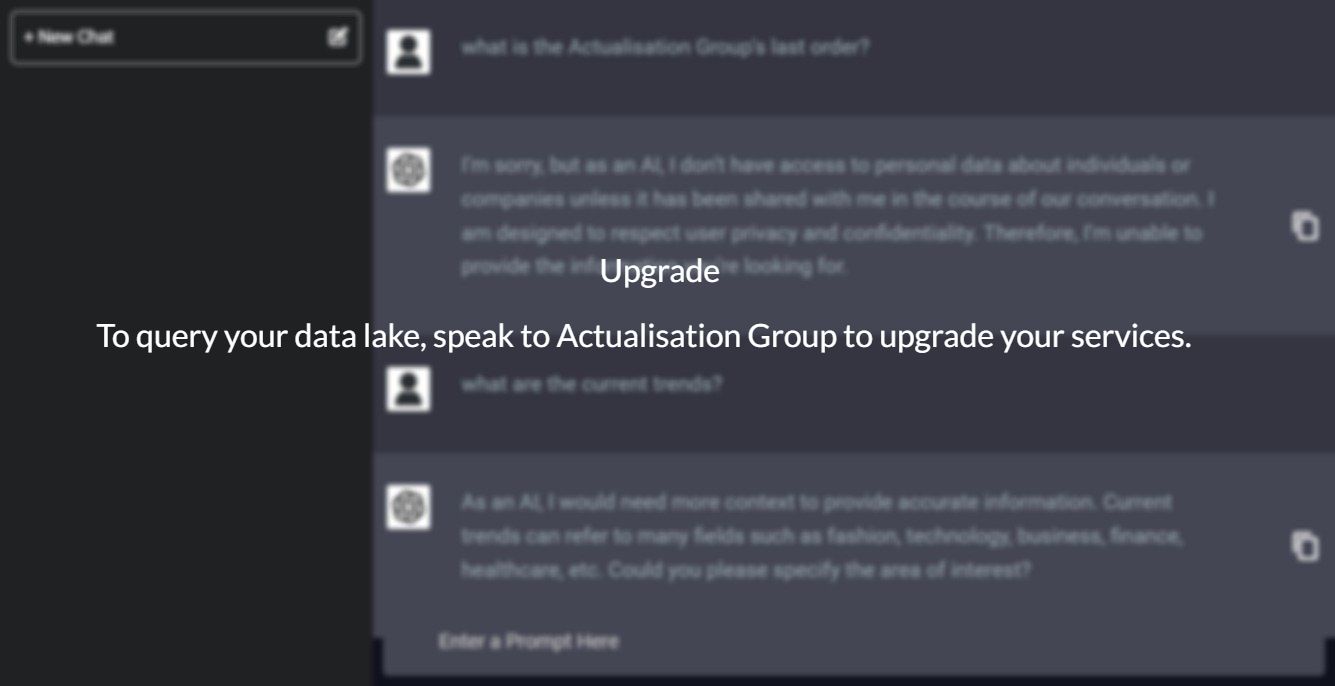 + New Chat
what is the Actualisation Group's last order?
I'm sorry, but as an AI, I don't have access to personal data about individuals or
companies unless it has been shared with me in the course of our conversation. I
am designed to respect user privacy and confidentiality. Therefore, I'm unable to
provide the looking for.
Upgrade
To query your data lake, speak to Actualisation Group to upgrade your services.
what are the current trends?
As an AI, I would need more context to provide accurate information. Current
trends can refer to many fields such as fashion, technology, business, finance,
healthcare, etc. Could you please specify the area of interest?
Enter a Prompt Here